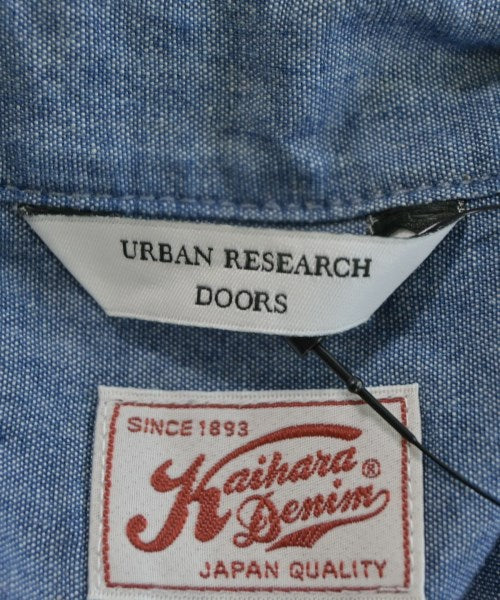 URBAN RESEARCH
DOORS
SINCE 1893
Kaihara®
Denim
JAPAN QUALITY